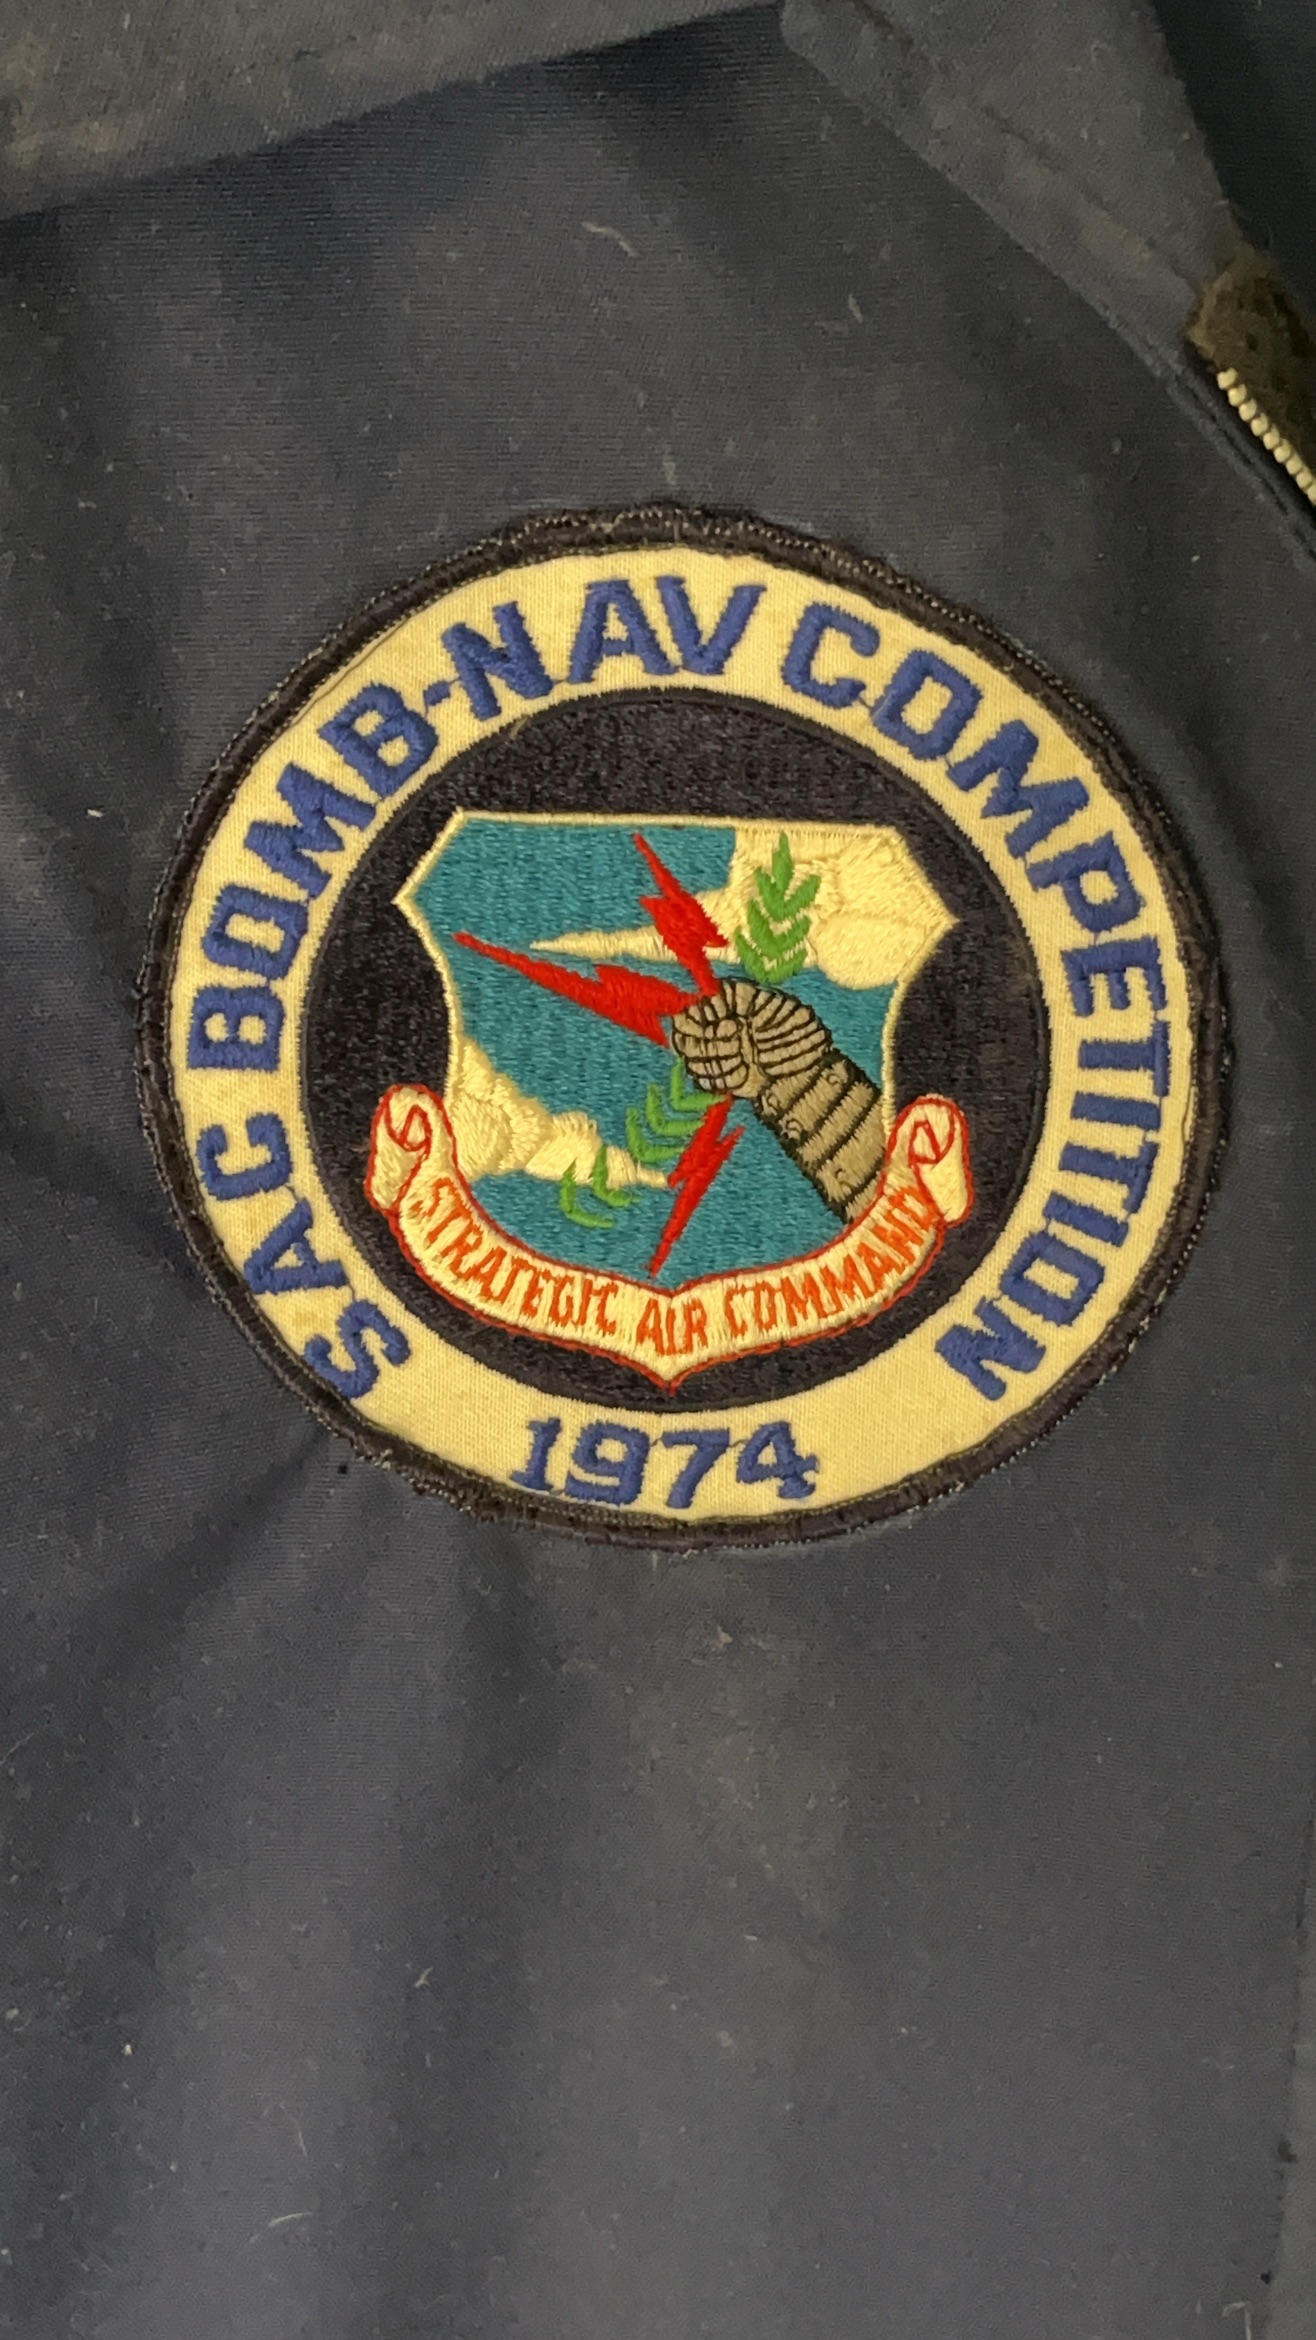 SAC BOMB-NAV COMPETITION
STRATEGIC AIR COMMAND
1974